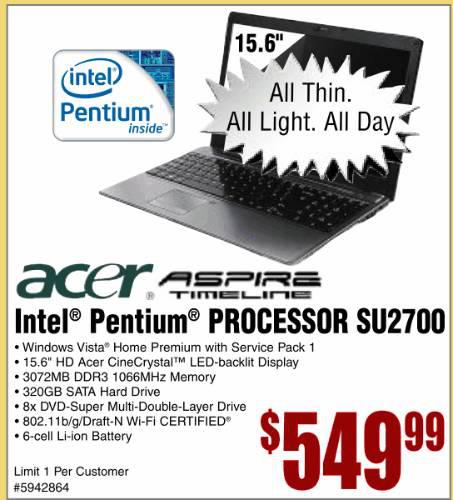 15.6"
intel®
Pentium®
inside™
All Thin.
All Light. All Day
acer®
ASPIRE
TIMELINE
Intel® Pentium® PROCESSOR SU2700
• Windows Vista® Home Premium with Service Pack 1
• 15.6" HD Acer CineCrystal™ LED-backlit Display
• 3072MB DDR3 1066MHz Memory
• 320GB SATA Hard Drive
• 8x DVD-Super Multi-Double-Layer Drive
• 802.11b/g/Draft-N Wi-Fi CERTIFIED®
• 6-cell Li-ion Battery
$549.99
Limit 1 Per Customer
#5942864